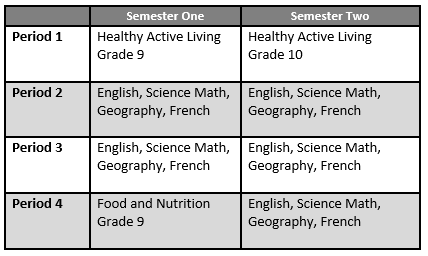 Semester One Semester Two
Period 1 Healthy Active Living Healthy Active Living
Grade 9 Grade 10
Period 2 English, Science Math, English, Science Math,
Geography, French Geography, French
Period 3 English, Science Math, English, Science Math,
Geography, French Geography, French
Period 4 Food and Nutrition English, Science Math,
Grade 9 Geography, French